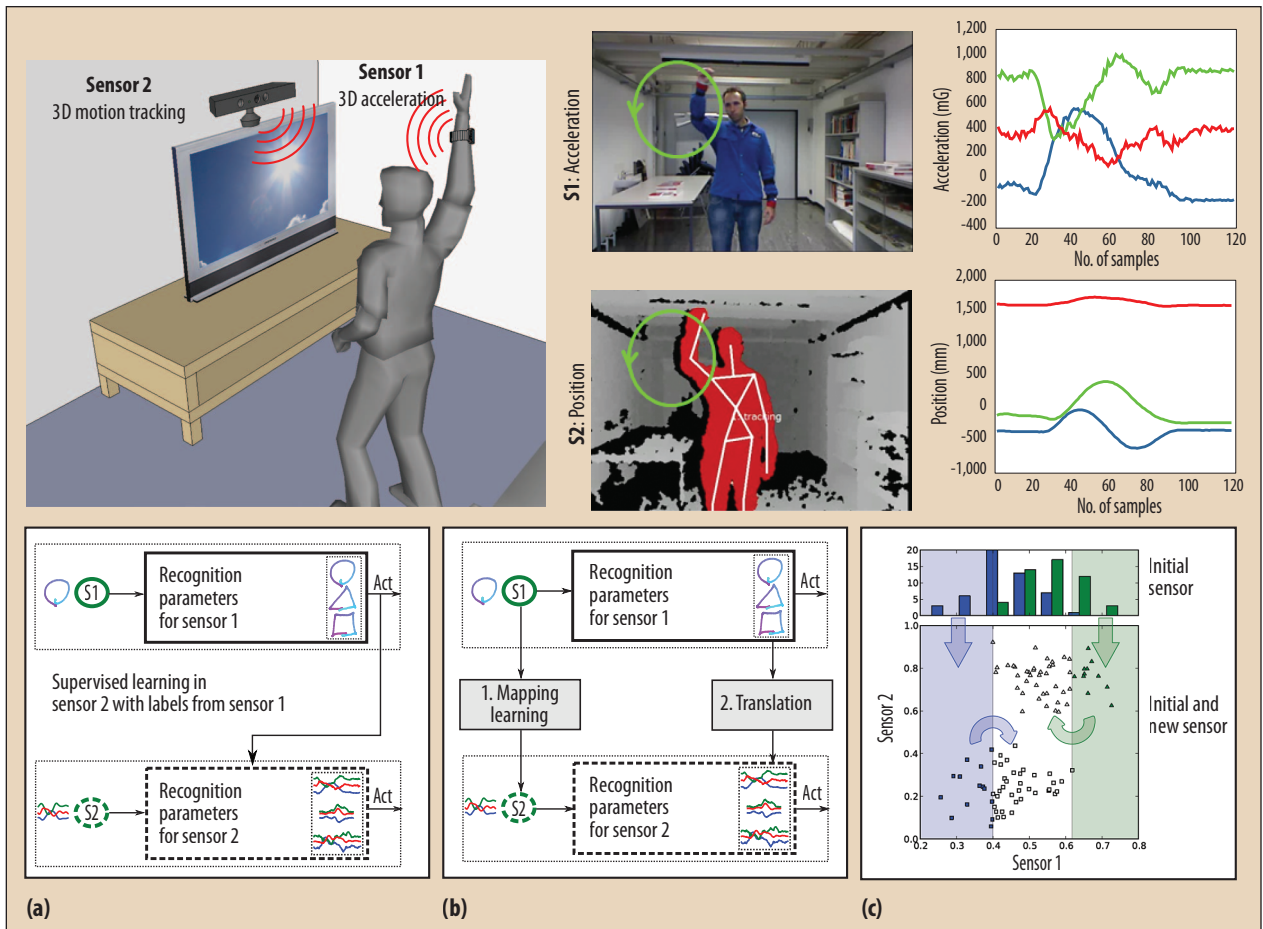 Sensor 2
3D motion tracking
Sensor 1
3D acceleration
S1: Acceleration
1,200
1,000
800
600
400
200
0
-200
-400
Acceleration (mG)
0 20 40 60 80 100 120
No. of samples
S2: Position
tracking
2,000
1,500
1,000
500
0
-500
-1,000
Position (mm)
0 20 40 60 80 100 120
No. of samples
S1
Recognition
parameters
for sensor 1
Act
Supervised learning in
sensor 2 with labels from sensor 1
S2
Recognition
parameters
for sensor 2
Act
(a)
S1
Recognition
parameters
for sensor 1
Act
1. Mapping
learning
2. Translation
S2
Recognition
parameters
for sensor 2
Act
(b)
20
15
10
5
0
Initial
sensor
1.0
0.8
0.6
0.4
0.2
0.0
Sensor 2
Initial and
new sensor
0.2 0.3 0.4 0.5 0.6 0.7 0.8
Sensor 1
(c)